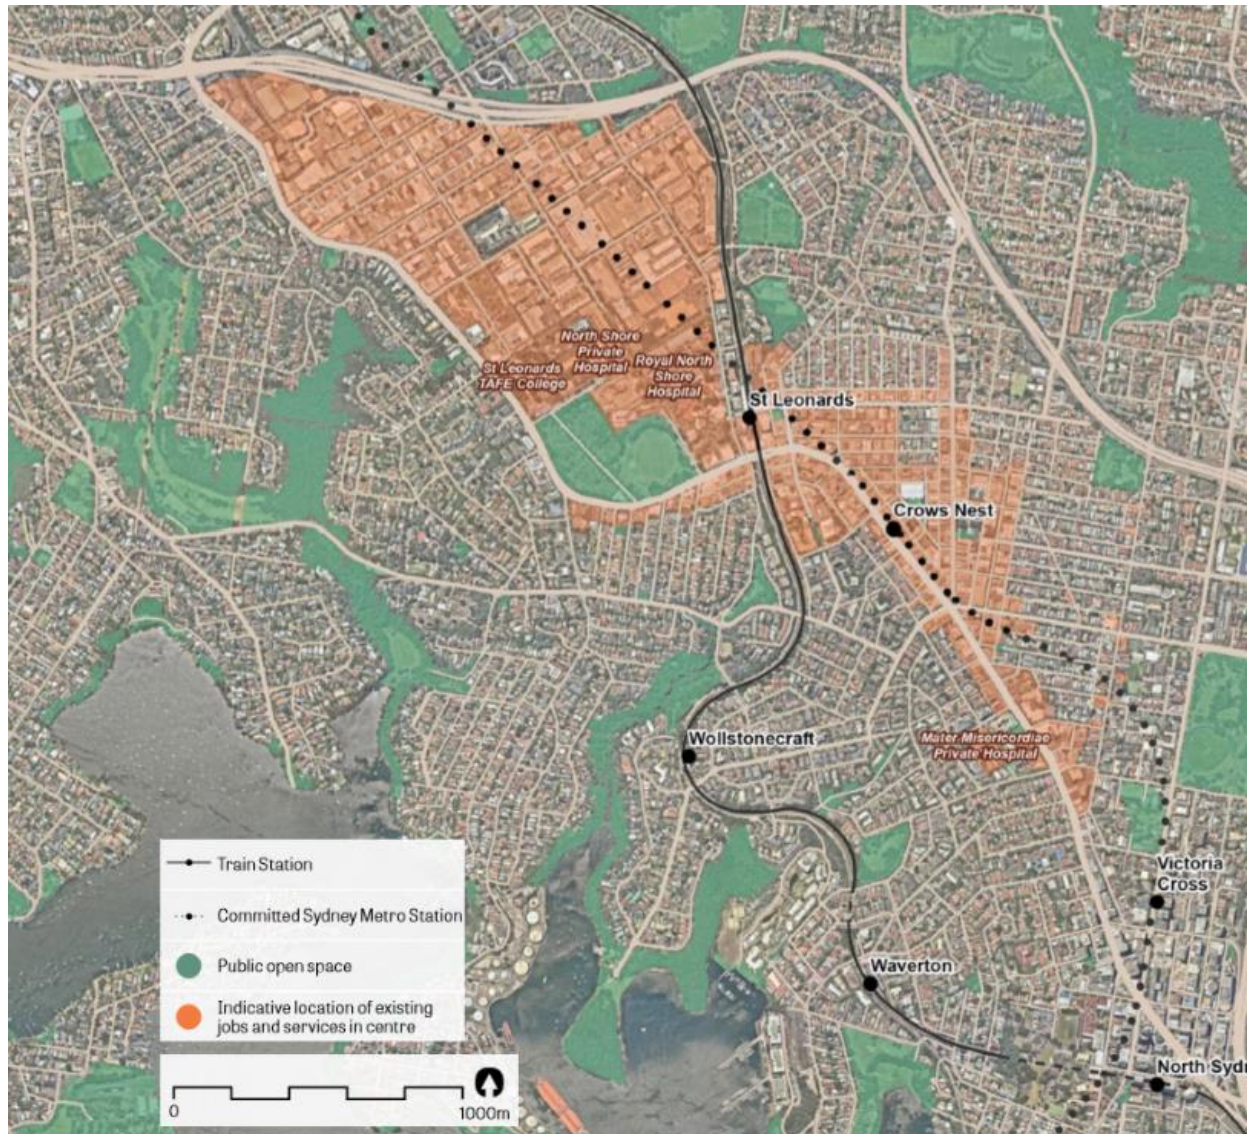 North Shore
Private
Hospital
Royal North
Shore
Hospital
St Leonards
TAFE College
St Leonards
Crows Nest
Wollstonecraft
Mater Misericordiae
Private Hospital
Victoria
Cross
Waverton
North Sydn
Train Station
Committed Sydney Metro Station
Public open space
Indicative location of existing
jobs and services in centre
0
1000m